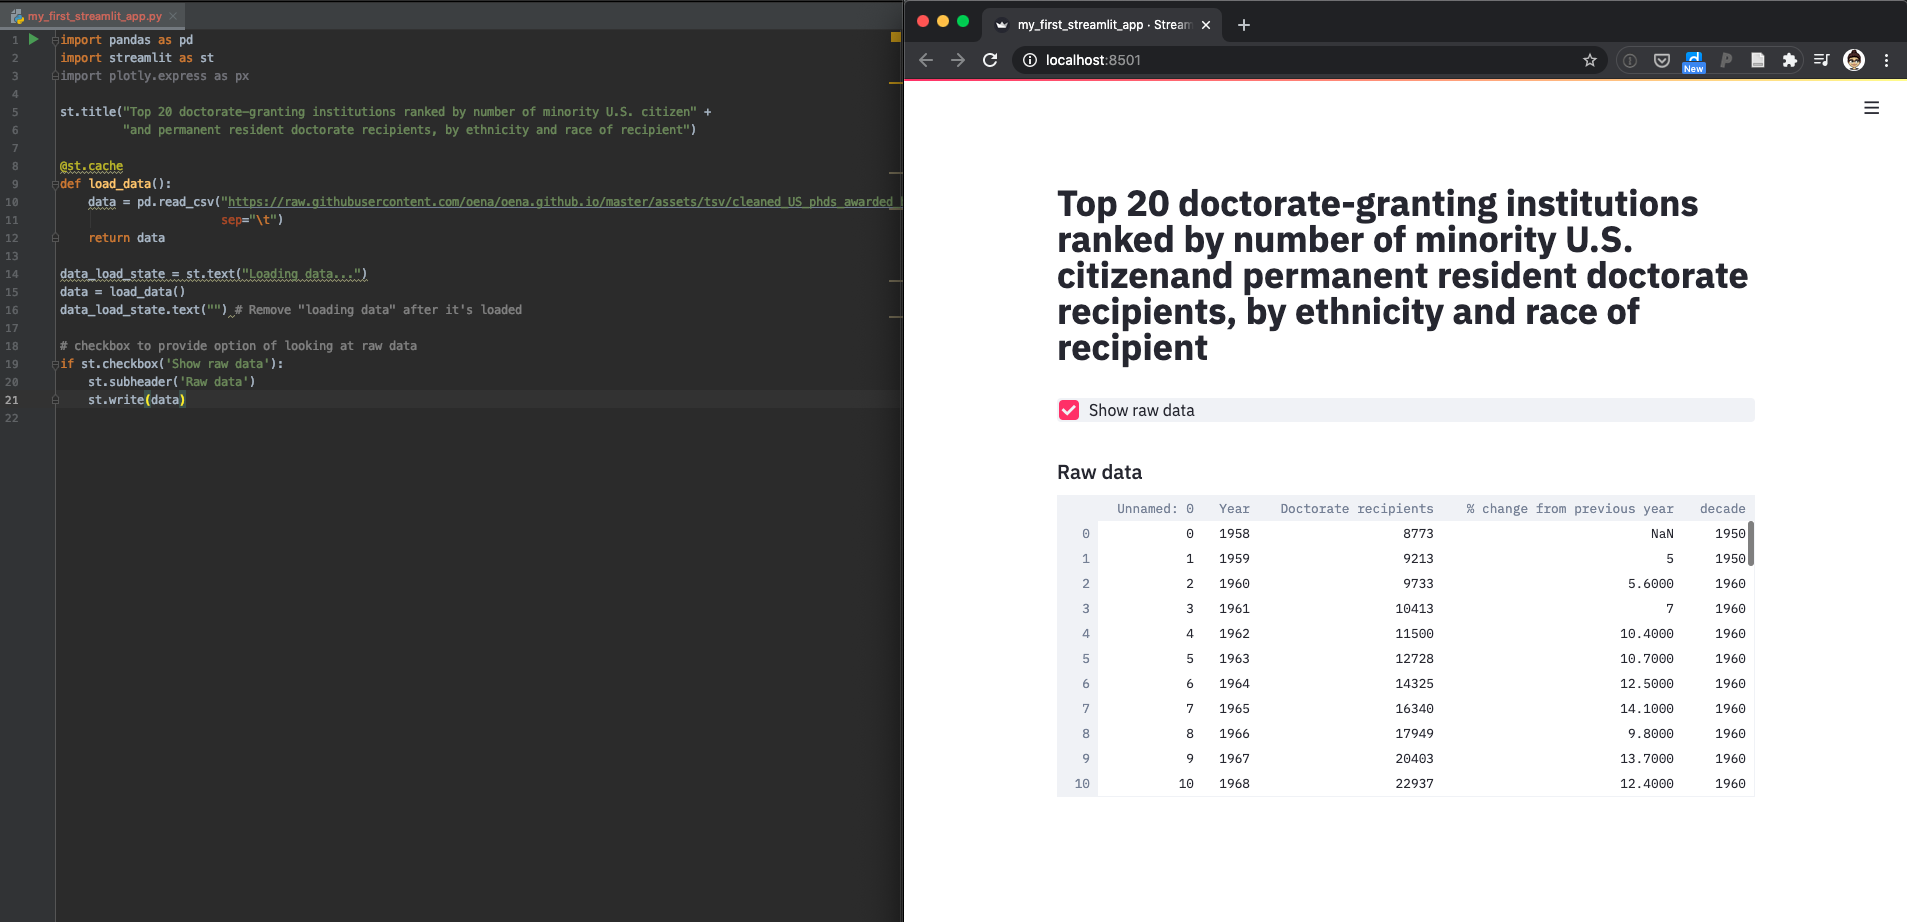 my_first_streamlit_app.py
1 import pandas as pd
2 import streamlit as st
3 import plotly.express as px
4
5 st.title("Top 20 doctorate-granting institutions ranked by number of minority U.S. citizen" +
6 "and permanent resident doctorate recipients, by ethnicity and race of recipient")
7
8 @st.cache
9 def load_data():
10 data = pd.read_csv("https://raw.githubusercontent.com/oena/oena.github.io/master/assets/tsv/cleaned_US_phds_awarded_
11 sep="\t")
12 return data
13
14 data_load_state = st.text("Loading data...")
15 data = load_data()
16 data_load_state.text("") # Remove "loading data" after it's loaded
17
18 # checkbox to provide option of looking at raw data
19 if st.checkbox('Show raw data'):
20 st.subheader('Raw data')
21 st.write(data)
22
my_first_streamlit_app · Stream
localhost:8501
New
Top 20 doctorate-granting institutions
ranked by number of minority U.S.
citizenand permanent resident doctorate
recipients, by ethnicity and race of
recipient
Show raw data
Raw data
Unnamed: 0 Year Doctorate recipients % change from previous year decade
0 0 1958 8773 NaN 1950
1 1 1959 9213 5 1950
2 2 1960 9733 5.6000 1960
3 3 1961 10413 7 1960
4 4 1962 11500 10.4000 1960
5 5 1963 12728 10.7000 1960
6 6 1964 14325 12.5000 1960
7 7 1965 16340 14.1000 1960
8 8 1966 17949 9.8000 1960
9 9 1967 20403 13.7000 1960
10 10 1968 22937 12.4000 1960